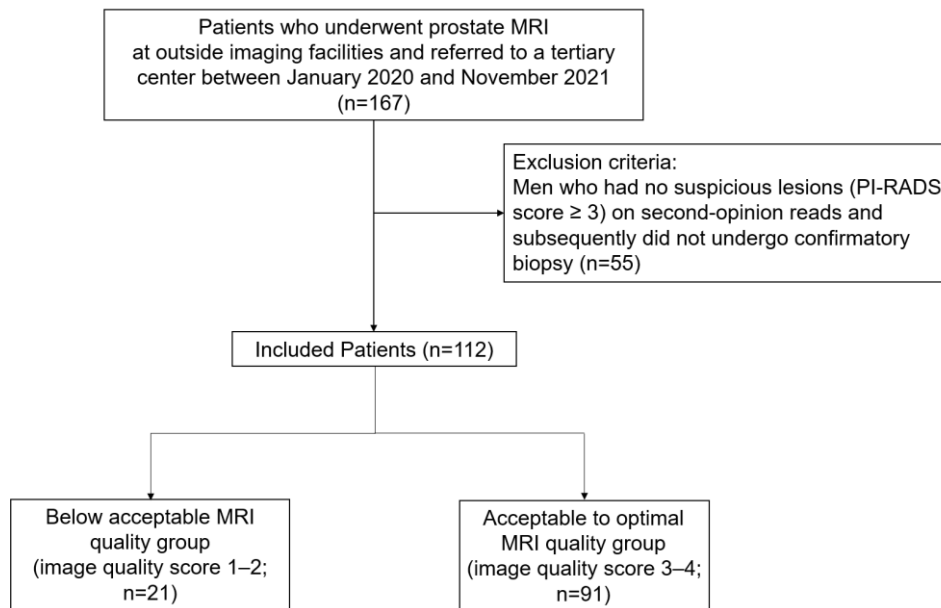 Patients who underwent prostate MRI
at outside imaging facilities and referred to a tertiary
center between January 2020 and November 2021
(n=167)
Exclusion criteria:
Men who had no suspicious lesions (PI-RADS
score ≥ 3) on second-opinion reads and
subsequently did not undergo confirmatory
biopsy (n=55)
Included Patients (n=112)
Below acceptable MRI
quality group
(image quality score 1–2;
n=21)
Acceptable to optimal
MRI quality group
(image quality score 3–4;
n=91)